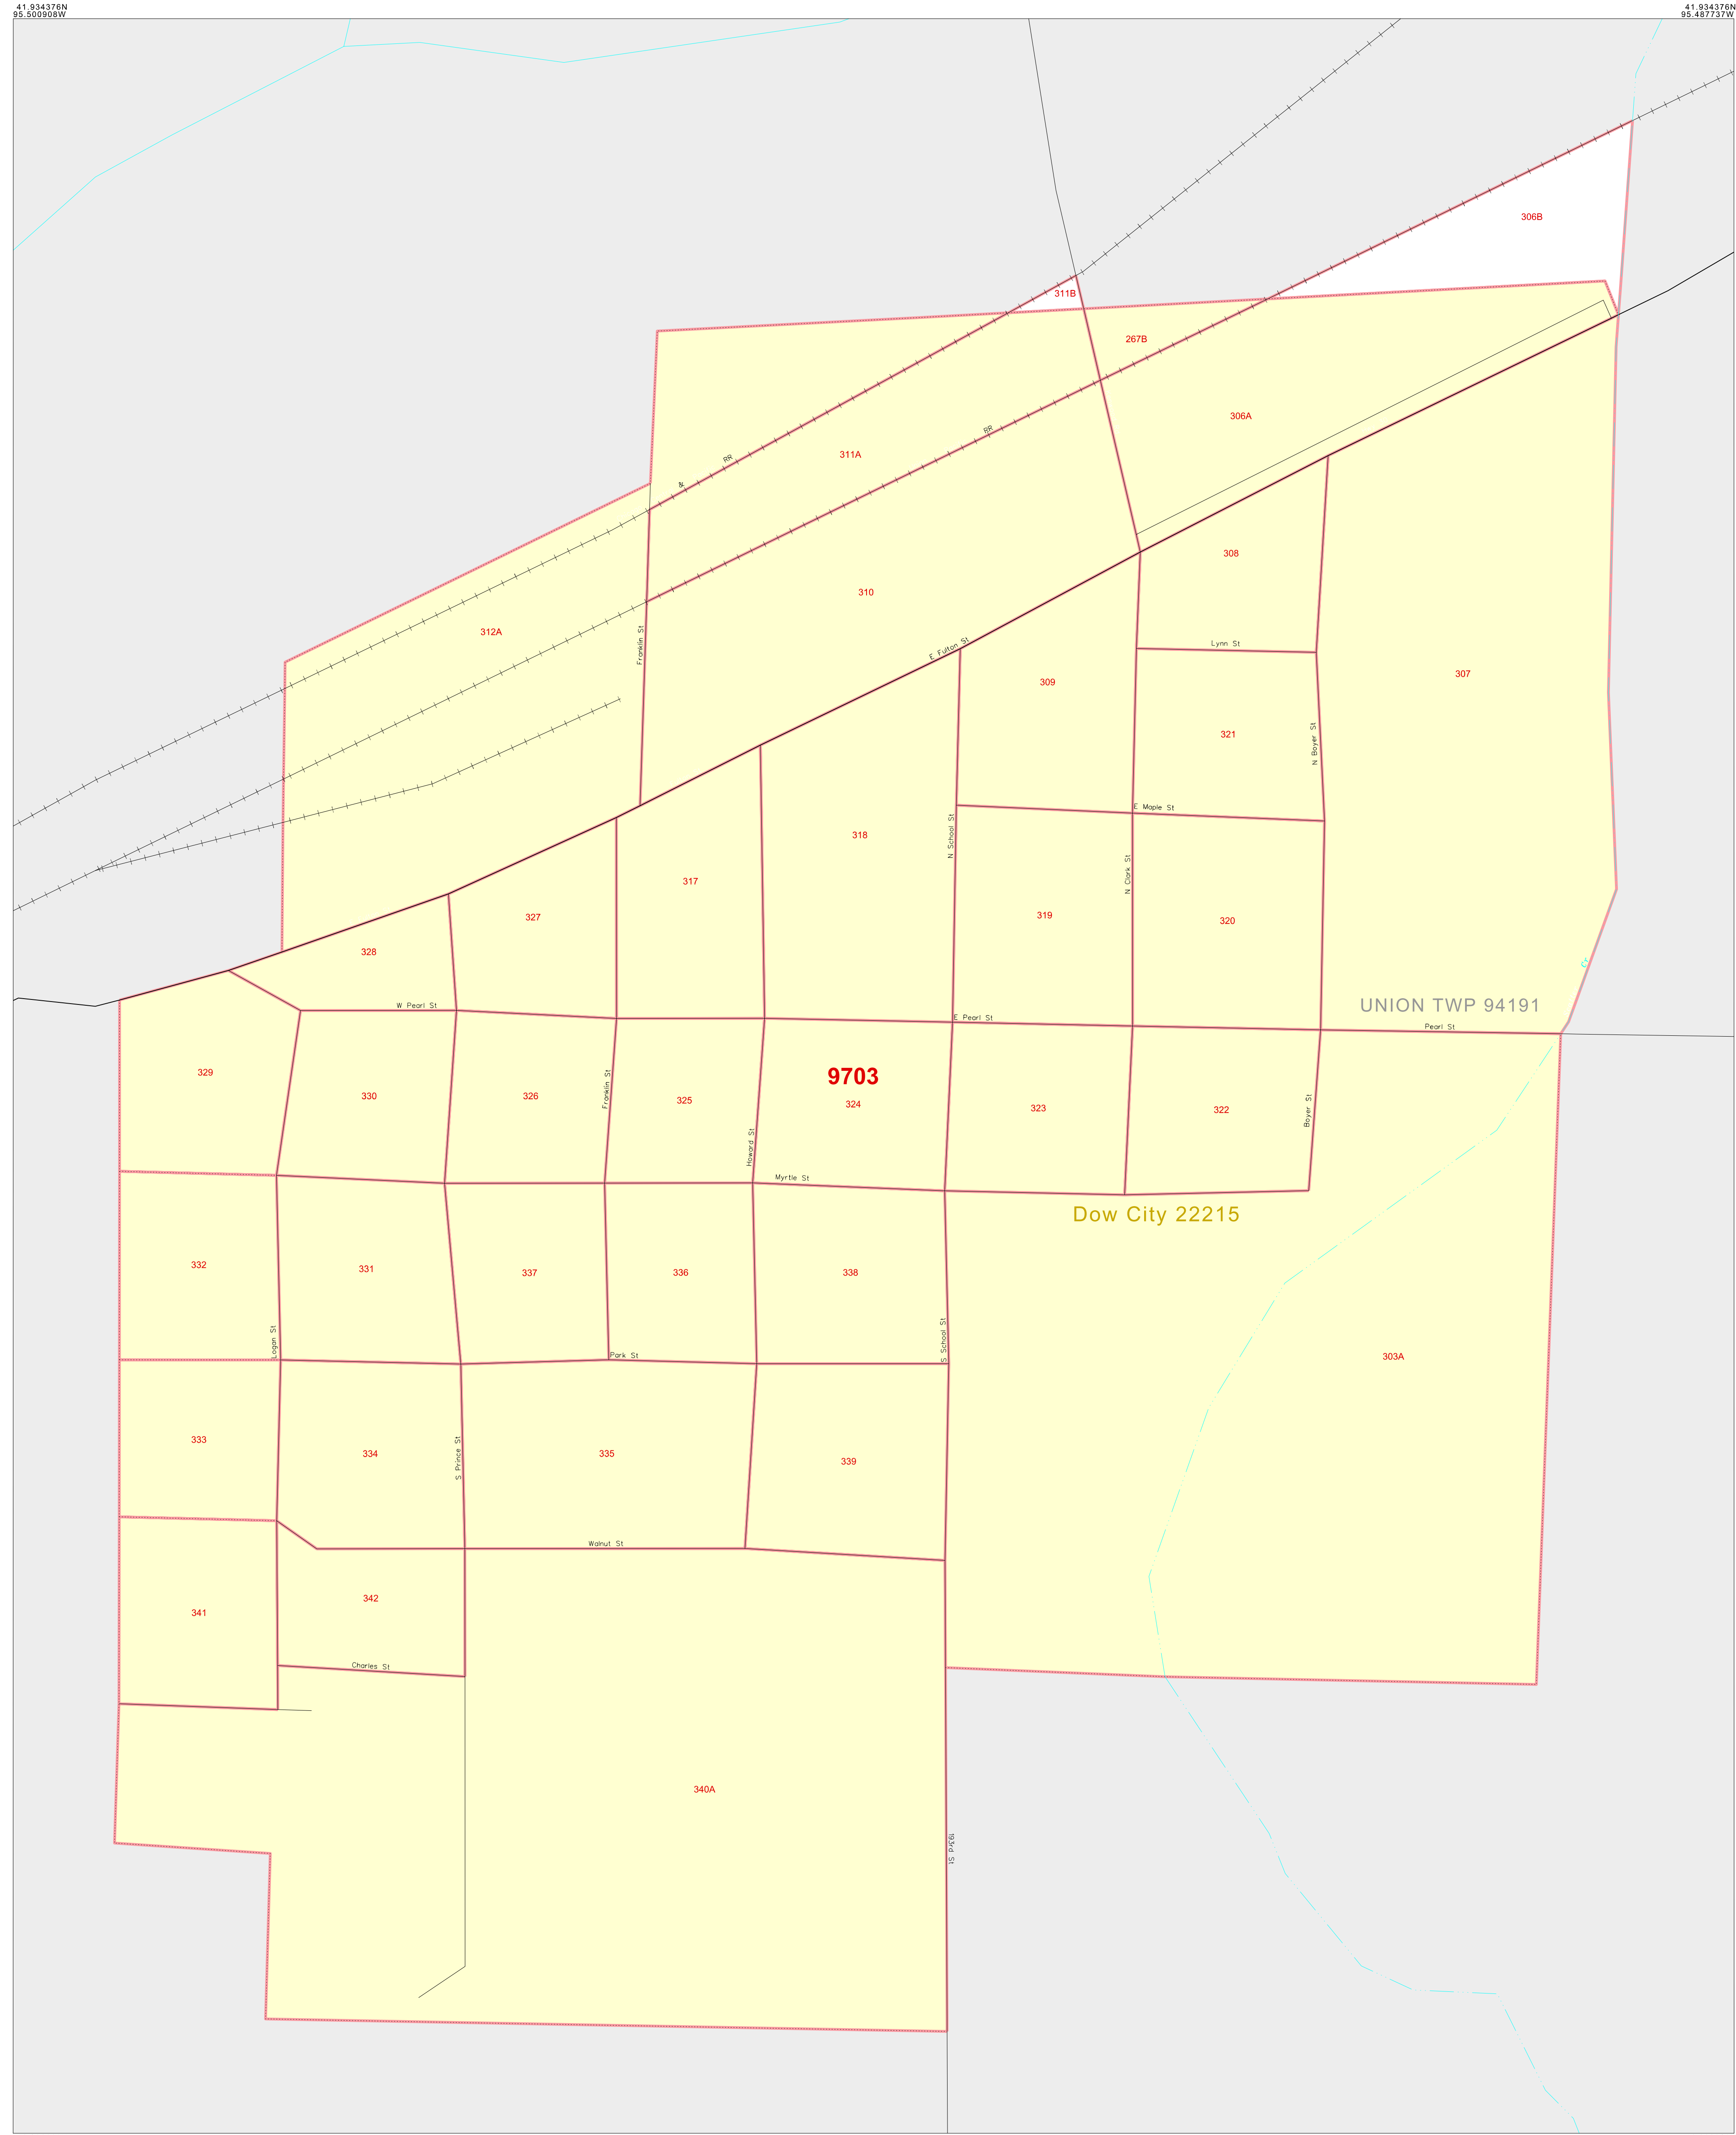 41.934376N
95.500908W
41.934376N
95.487737W
306B
311B
267B
306A
RR
RR
311A
&
308
310
Franklin St
312A
E Fulton St
Lynn St
307
309
321
N Boyer St
E Maple St
318
N School St
N Clark St
317
319
320
327
328
Cr
W Pearl St
E Pearl St
UNION TWP 94191
Pearl St
329
9703
330
326
Franklin St
325
324
323
322
Boyer St
Howard St
Myrtle St
Dow City 22215
332
331
337
336
338
Logan St
Park St
S School St
303A
333
334
S Prince St
335
339
Walnut St
341
342
Charles St
340A
193rd St